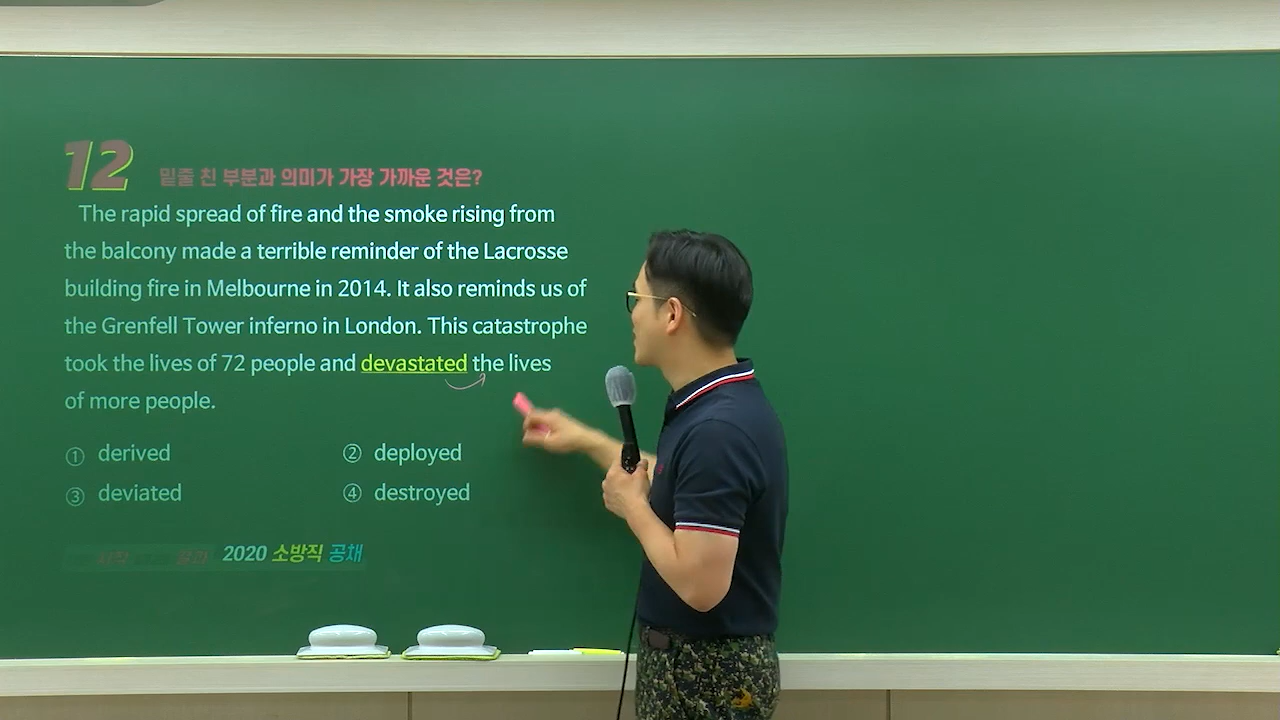 12 밑줄 친 부분과 의미가 가장 가까운 것은?
The rapid spread of fire and the smoke rising from
the balcony made a terrible reminder of the Lacrosse
building fire in Melbourne in 2014. It also reminds us of
the Grenfell Tower inferno in London. This catastrophe
took the lives of 72 people and devastated the lives
of more people.
① derived ② deployed
③ deviated ④ destroyed
2020 소방직 공채